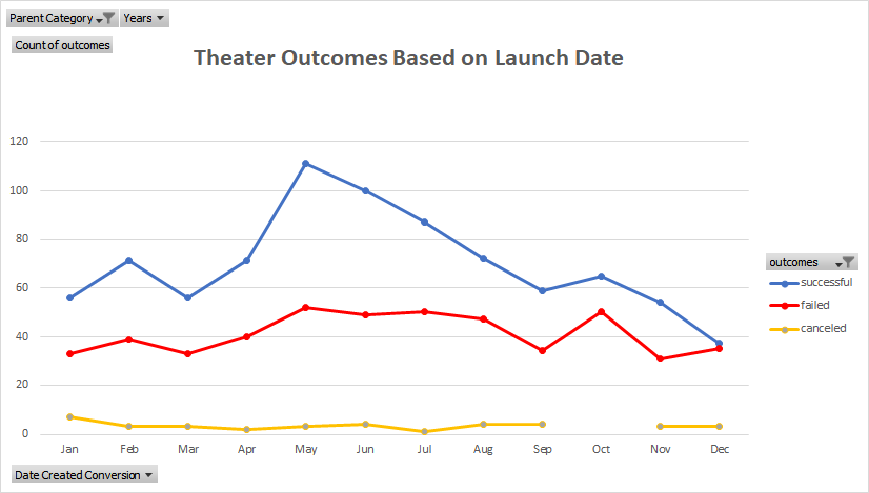 Parent Category Years
Count of outcomes
Theater Outcomes Based on Launch Date
120
100
80
60
40
20
0
Jan Feb Mar Apr May Jun Jul Aug Sep Oct Nov Dec
outcomes
successful
failed
canceled
Date Created Conversion